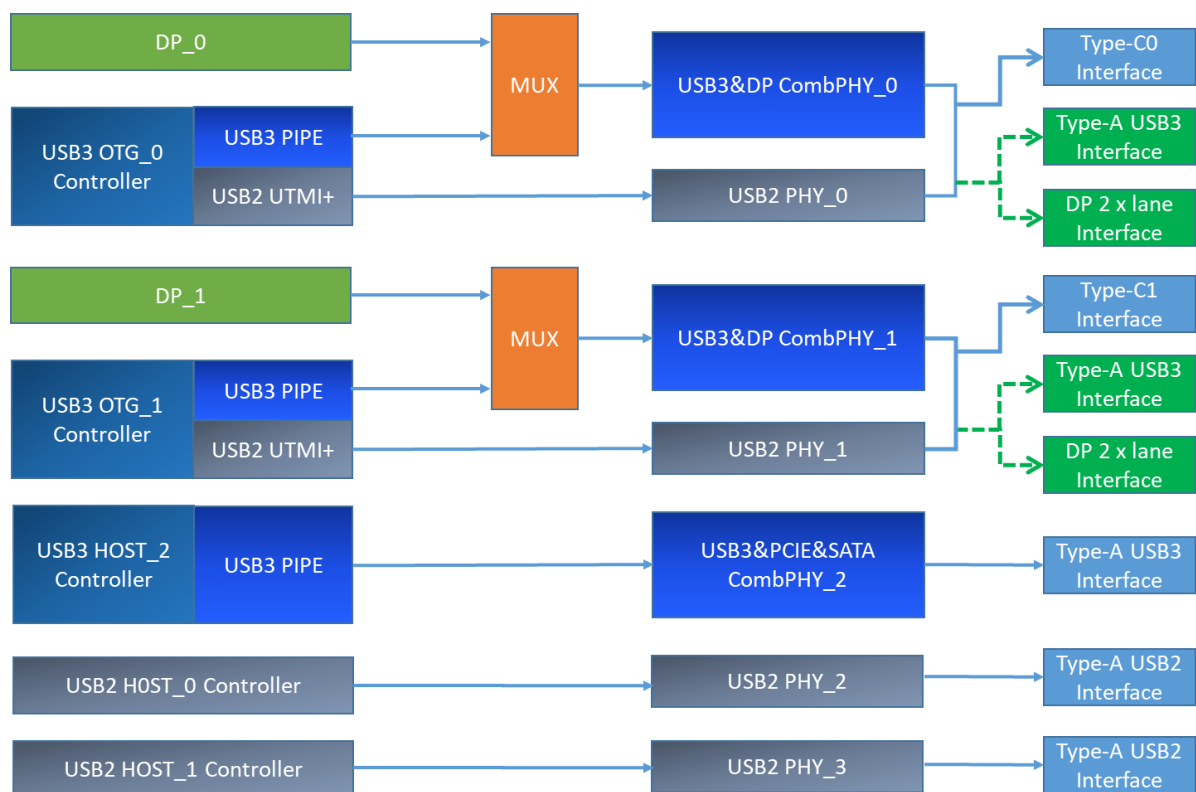 DP_0
MUX
USB3&DP CombPHY_0
Type-C0
Interface
USB3 OTG_0
Controller
USB3 PIPE
USB2 UTMI+
USB2 PHY_0
Type-A USB3
Interface
DP 2 x lane
Interface
DP_1
MUX
USB3&DP CombPHY_1
Type-C1
Interface
USB3 OTG_1
Controller
USB3 PIPE
USB2 UTMI+
USB2 PHY_1
Type-A USB3
Interface
DP 2 x lane
Interface
USB3 HOST_2
Controller
USB3 PIPE
USB3&PCIE&SATA
CombPHY_2
Type-A USB3
Interface
USB2 H0ST_0 Controller
USB2 PHY_2
Type-A USB2
Interface
USB2 HOST_1 Controller
USB2 PHY_3
Type-A USB2
Interface